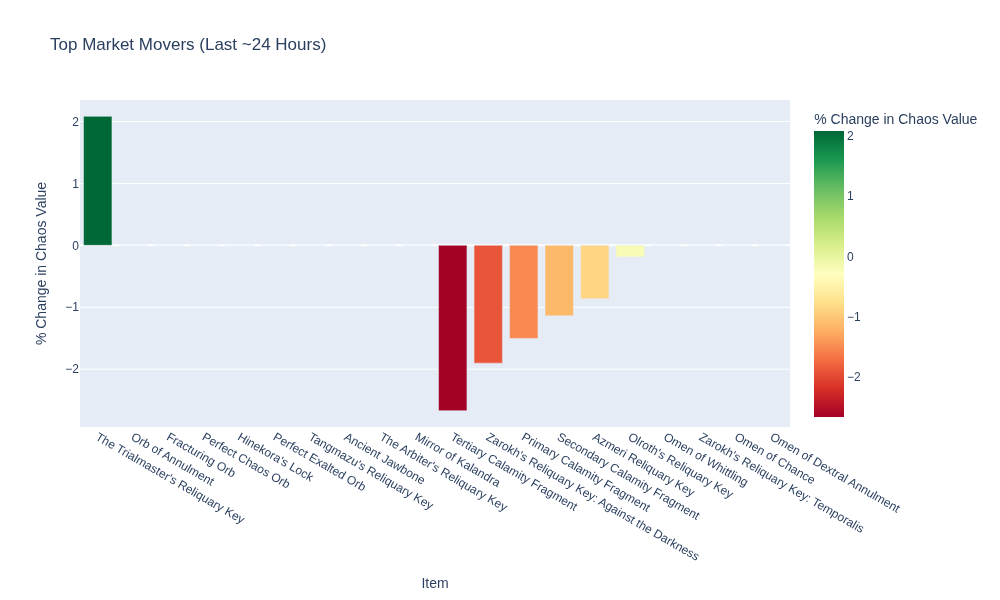 Top Market Movers (Last ~24 Hours)
% Change in Chaos Value
2
1
0
−1
−2
% Change in Chaos Value
2
1
0
−1
−2
The Trialmaster's Reliquary Key
Orb of Annulment
Fracturing Orb
Perfect Chaos Orb
Hinekora's Lock
Perfect Exalted Orb
Tangmazu's Reliquary Key
Ancient Jawbone
The Arbiter's Reliquary Key
Mirror of Kalandra
Tertiary Calamity Fragment
Zarokh's Reliquary Key: Against the Darkness
Primary Calamity Fragment
Secondary Calamity Fragment
Azmeri Reliquary Key
Olroth's Reliquary Key
Omen of Whittling
Zarokh's Reliquary Key: Temporalis
Omen of Chance
Omen of Dextral Annulment
Item